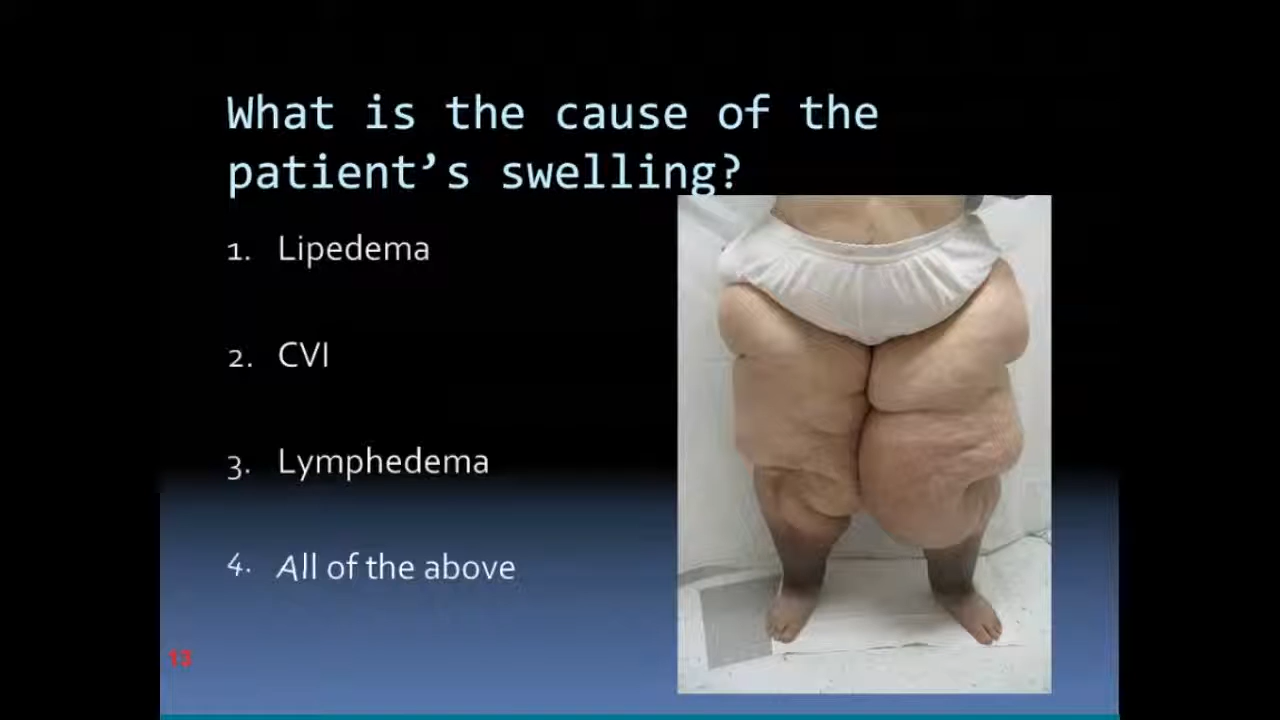 What is the cause of the
patient’s swelling?
1. Lipedema
2. CVI
3. Lymphedema
4. All of the above
13